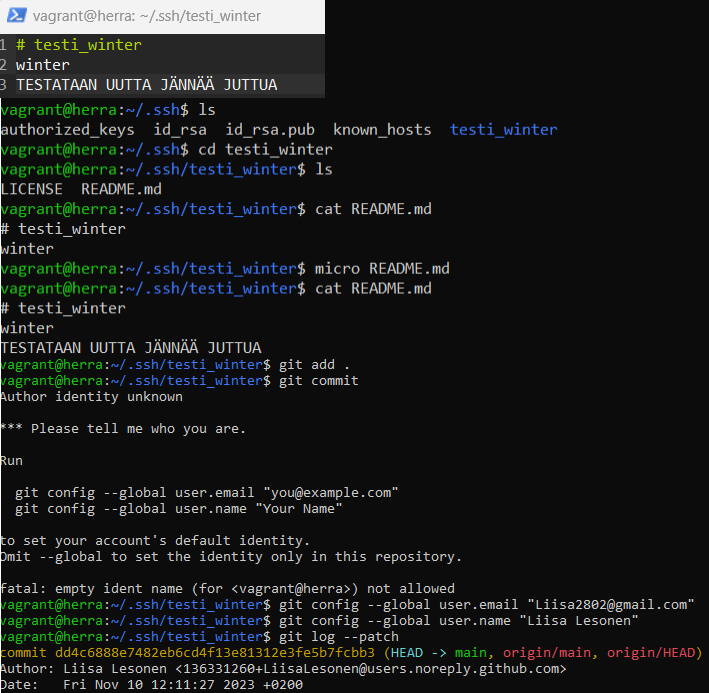 vagrant@herra: ~/.ssh/testi_winter
1 # testi_winter
2 winter
3 TESTATAAN UUTTA JÄNNÄÄ JUTTUA
vagrant@herra:~/.ssh$ ls
authorized_keys  id_rsa  id_rsa.pub  known_hosts  testi_winter
vagrant@herra:~/.ssh$ cd testi_winter
vagrant@herra:~/.ssh/testi_winter$ ls
LICENSE  README.md
vagrant@herra:~/.ssh/testi_winter$ cat README.md
# testi_winter
winter
vagrant@herra:~/.ssh/testi_winter$ micro README.md
vagrant@herra:~/.ssh/testi_winter$ cat README.md
# testi_winter
winter
TESTATAAN UUTTA JÄNNÄÄ JUTTUA
vagrant@herra:~/.ssh/testi_winter$ git add .
vagrant@herra:~/.ssh/testi_winter$ git commit
Author identity unknown
*** Please tell me who you are.
Run
  git config --global user.email "you@example.com"
  git config --global user.name "Your Name"
to set your account's default identity.
Omit --global to set the identity only in this repository.
fatal: empty ident name (for <vagrant@herra>) not allowed
vagrant@herra:~/.ssh/testi_winter$ git config --global user.email "Liisa2802@gmail.com"
vagrant@herra:~/.ssh/testi_winter$ git config --global user.name "Liisa Lesonen"
vagrant@herra:~/.ssh/testi_winter$ git log --patch
commit dd4c6888e7482eb6cd4f13e81312e3fe5b7fcbb3 (HEAD -> main, origin/main, origin/HEAD)
Author: Liisa Lesonen <136331260+LiisaLesonen@users.noreply.github.com>
Date:   Fri Nov 10 12:11:27 2023 +0200